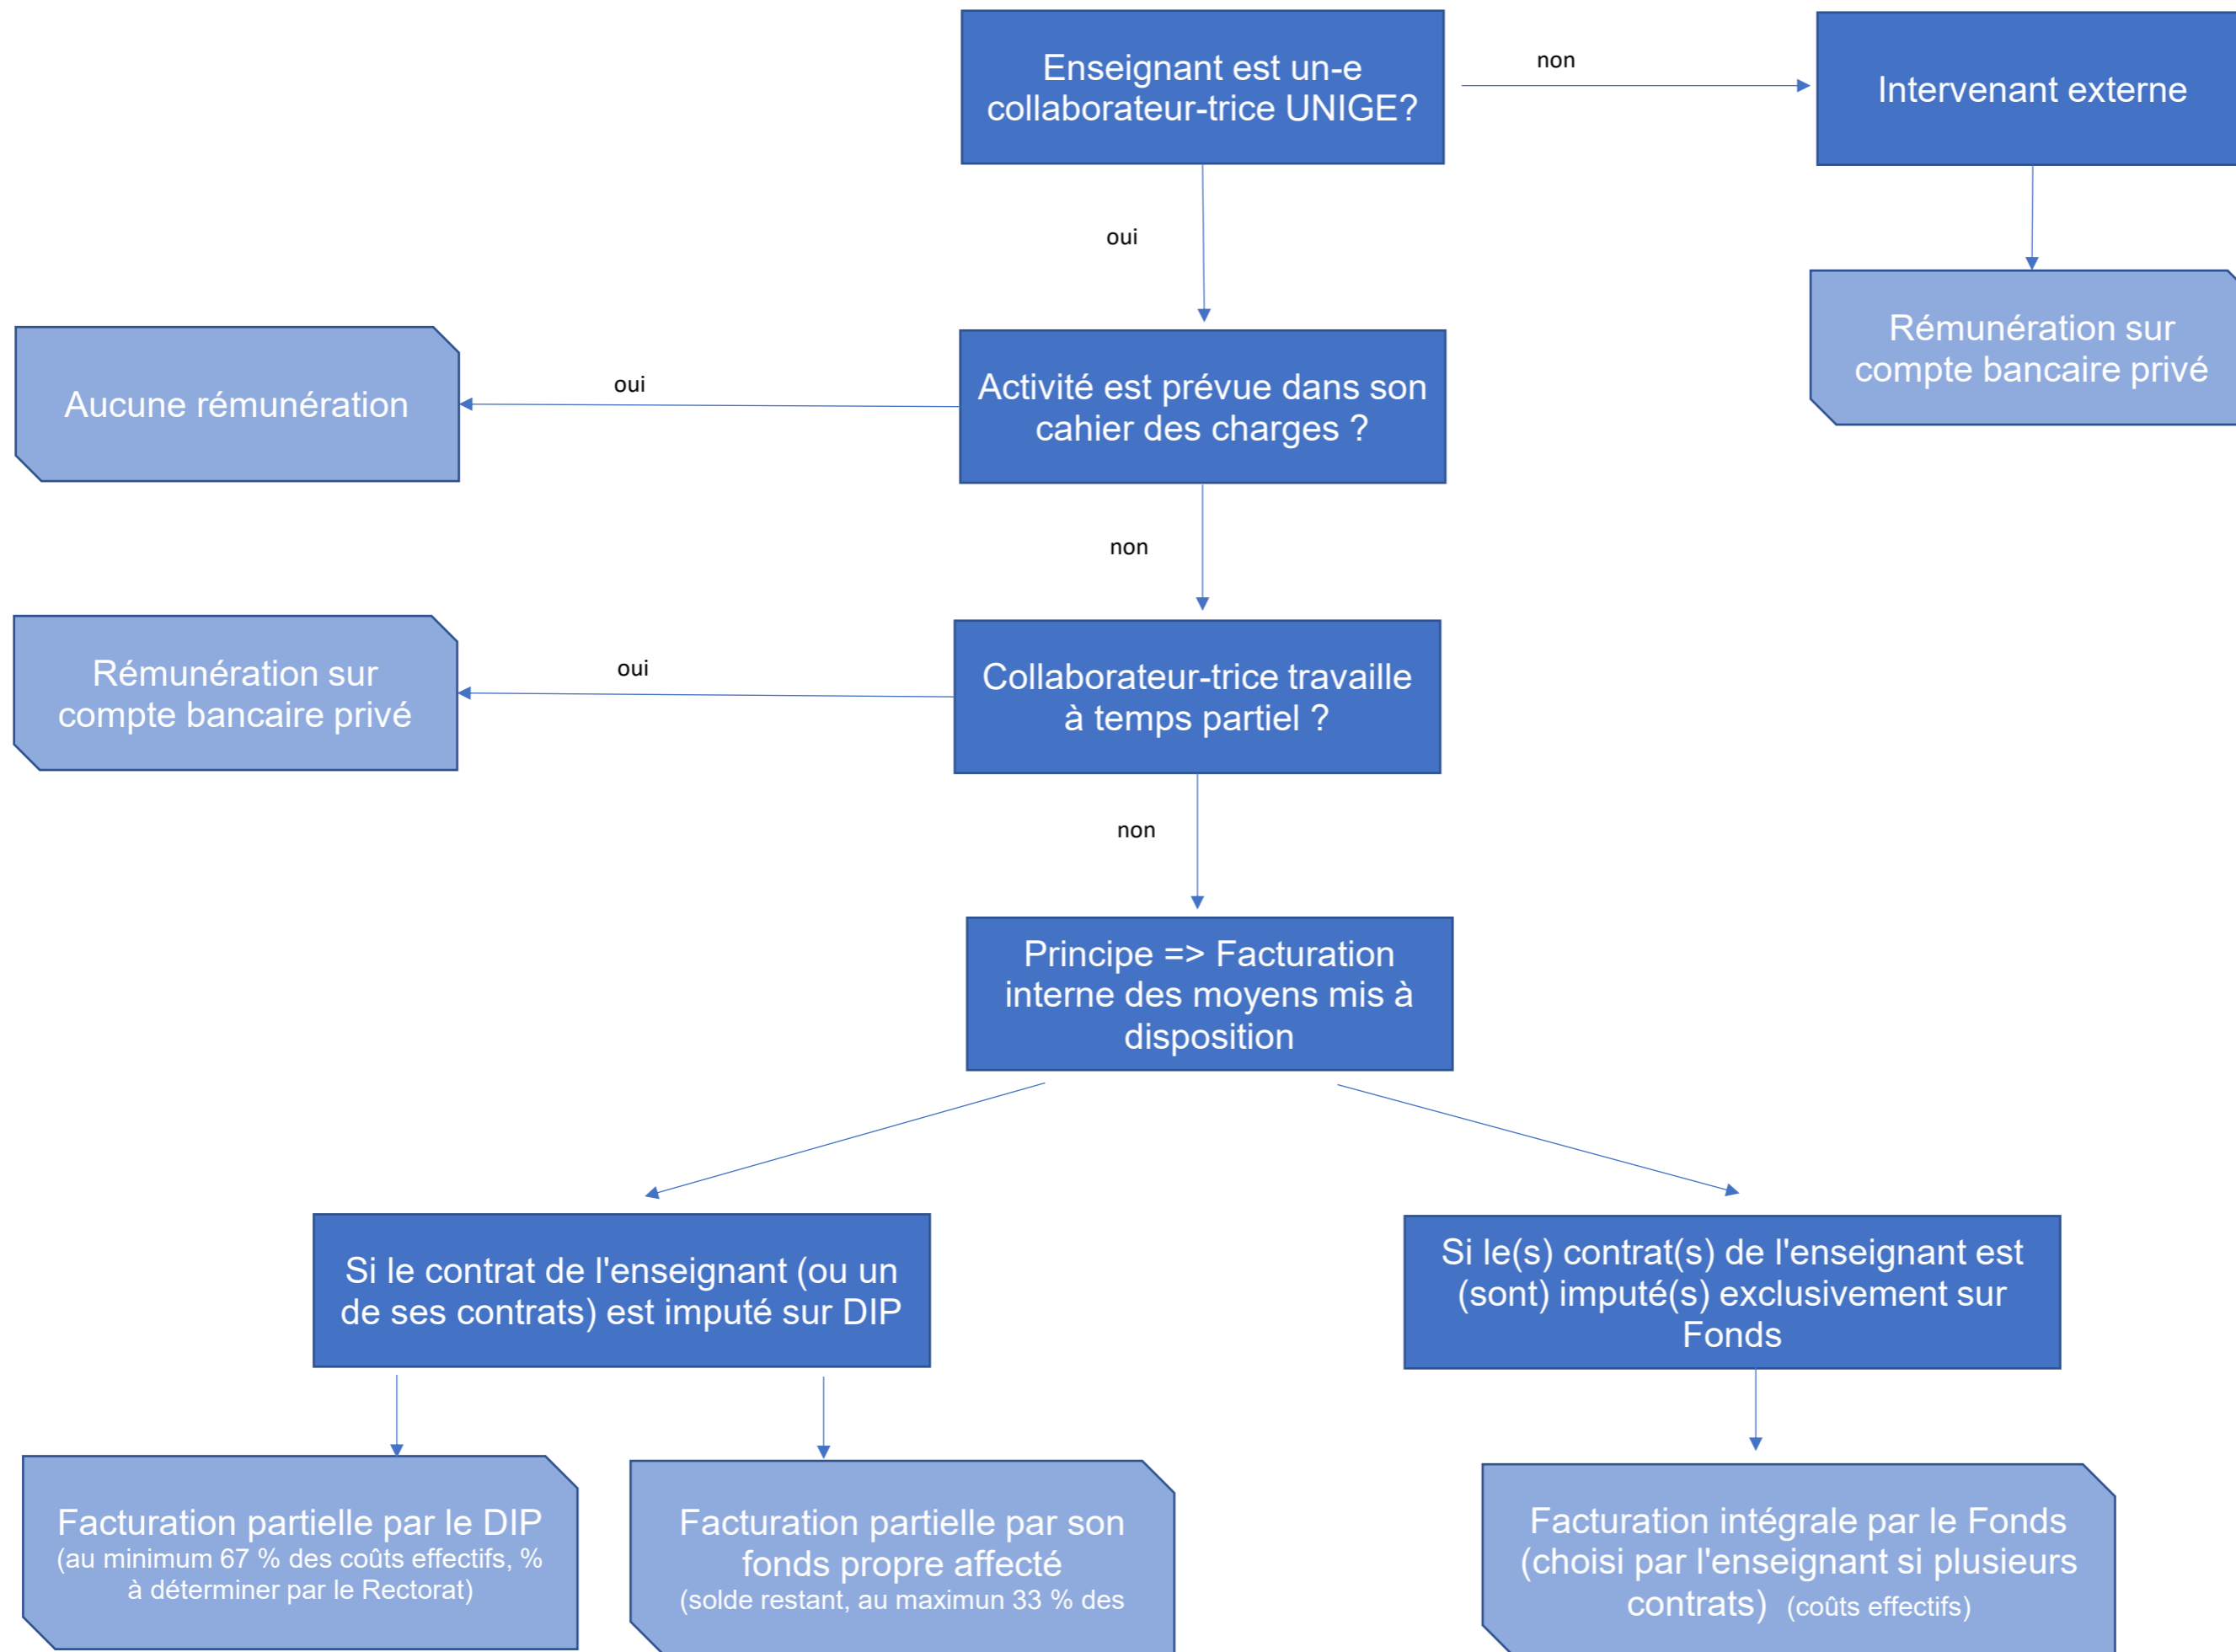 Enseignant est un-e
collaborateur-trice UNIGE?
non
Intervenant externe
oui
Rémunération sur
compte bancaire privé
Aucune rémunération
oui
Activité est prévue dans son
cahier des charges ?
non
Rémunération sur
compte bancaire privé
oui
Collaborateur-trice travaille
à temps partiel ?
non
Principe => Facturation
interne des moyens mis à
disposition
Si le contrat de l'enseignant (ou un
de ses contrats) est imputé sur DIP
Si le(s) contrat(s) de l'enseignant est
(sont) imputé(s) exclusivement sur
Fonds
Facturation partielle par le DIP
(au minimum 67 % des coûts effectifs, %
à déterminer par le Rectorat)
Facturation partielle par son
fonds propre affecté
(solde restant, au maximun 33 % des
Facturation intégrale par le Fonds
(choisi par l'enseignant si plusieurs
contrats) (coûts effectifs)